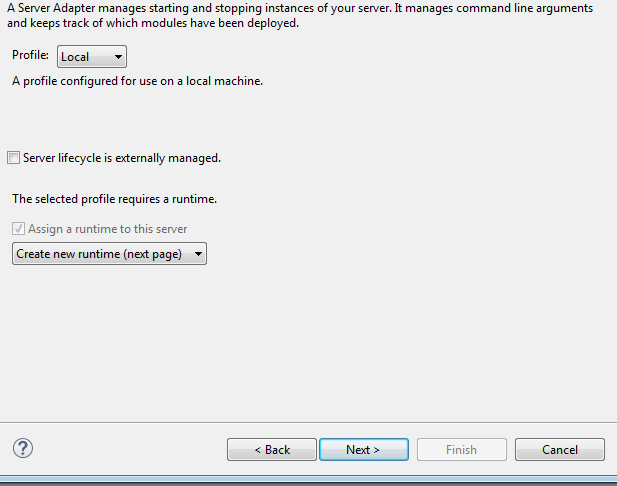 A Server Adapter manages starting and stopping instances of your server. It manages command line arguments
and keeps track of which modules have been deployed.
Profile: Local
A profile configured for use on a local machine.
Server lifecycle is externally managed.
The selected profile requires a runtime.
Assign a runtime to this server
Create new runtime (next page)
? < Back Next > Finish Cancel